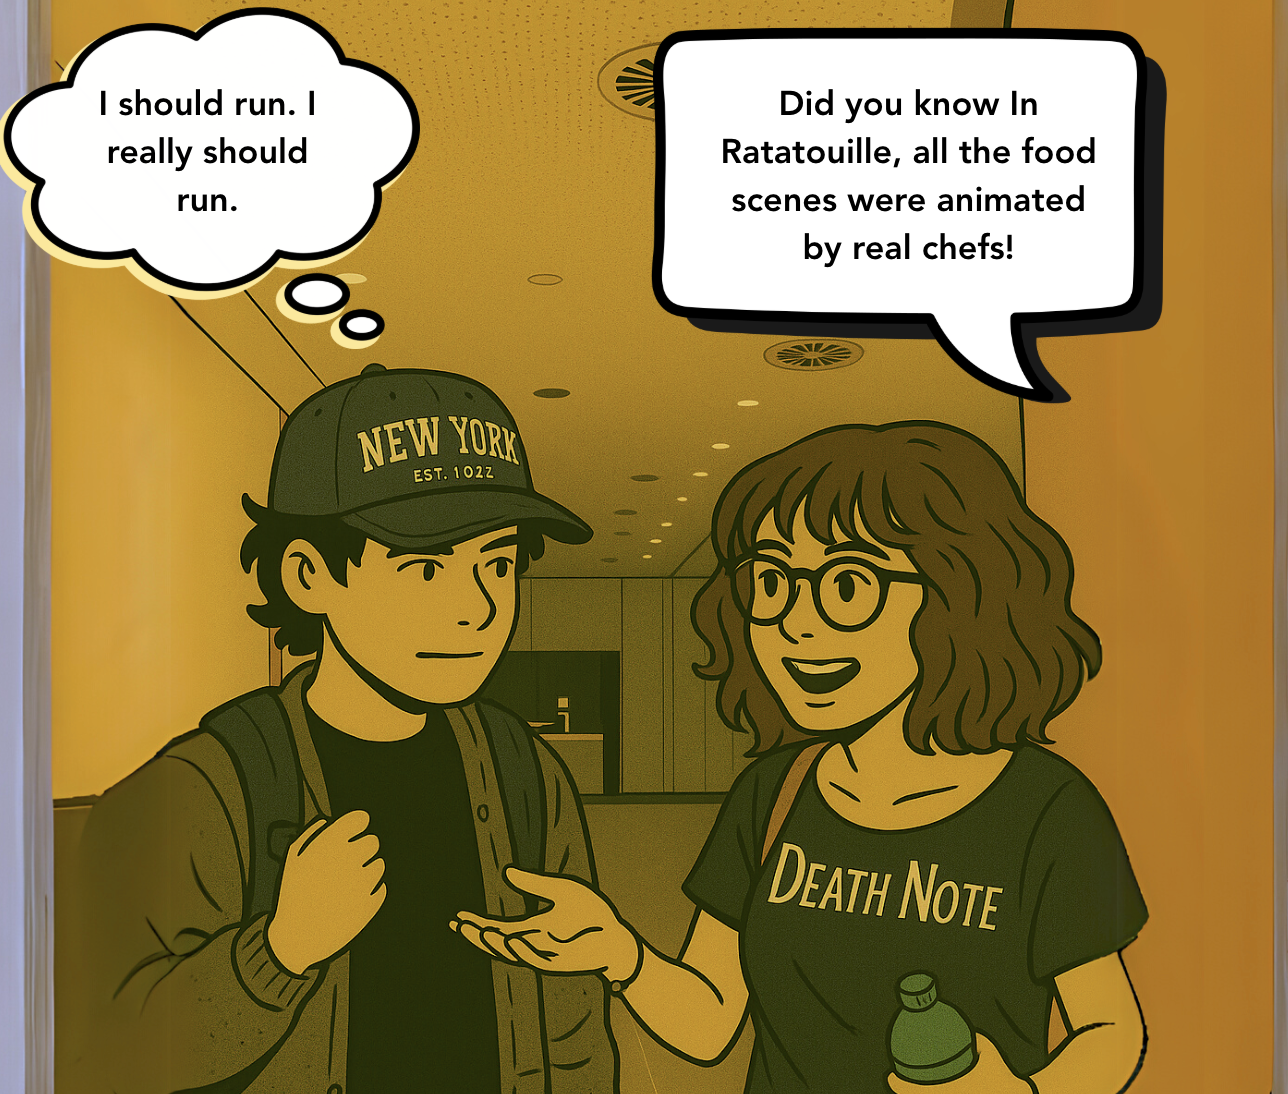 I should run. I
really should
run.
Did you know In
Ratatouille, all the food
scenes were animated
by real chefs!
NEW YORK
EST. 102Z
DEATH NOTE